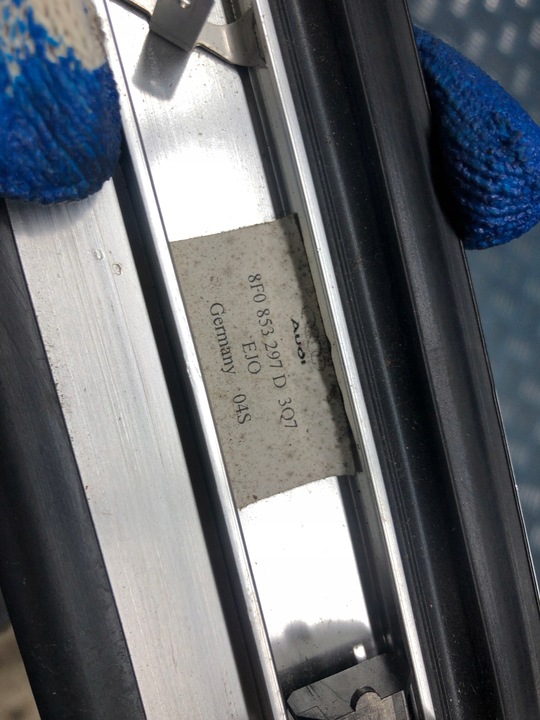 Audi
8F0 853 297 D 3Q7
EJO
Germany 04S